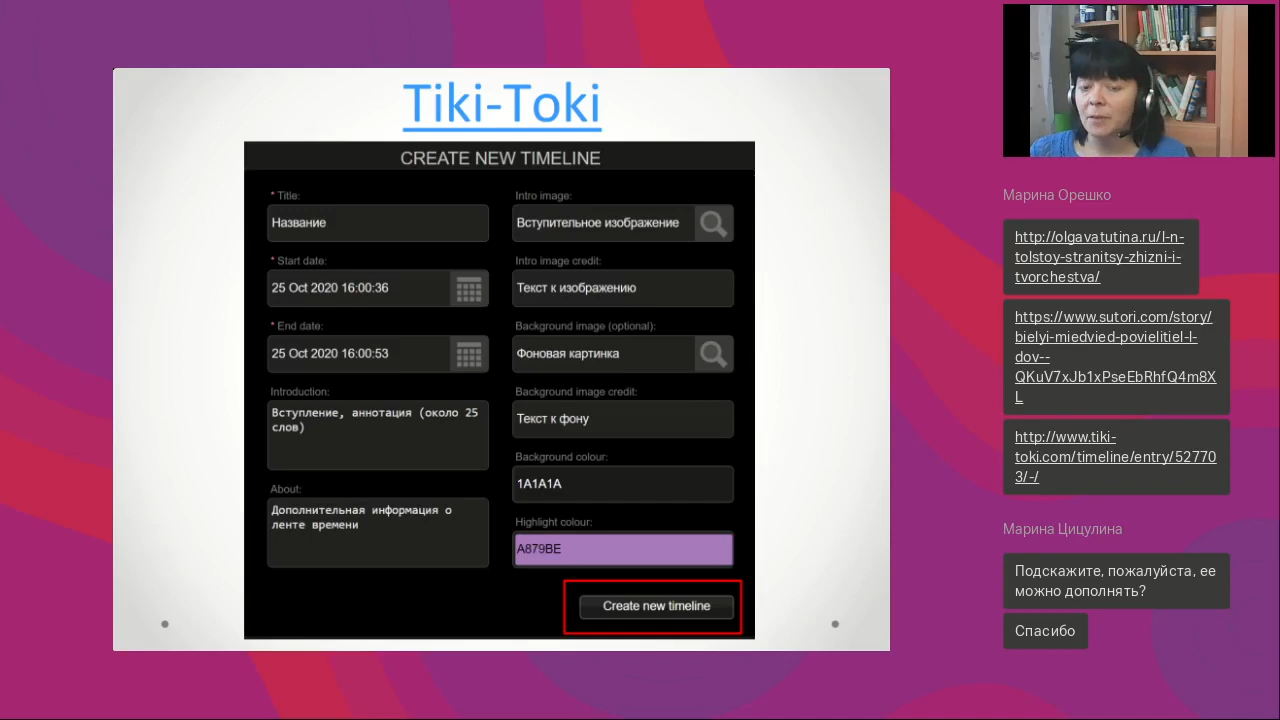 Tiki-Toki
CREATE NEW TIMELINE
* Title:
Название
* Start date:
25 Oct 2020 16:00:36
* End date:
25 Oct 2020 16:00:53
Introduction:
Вступление, аннотация (около 25
слов)
About:
Дополнительная информация о
ленте времени
Intro image:
Вступительное изображение
Intro image credit:
Текст к изображению
Background image (optional):
Фоновая картинка
Background image credit:
Текст к фону
Background colour:
1A1A1A
Highlight colour:
A879BE
Create new timeline
Марина Орешко
http://olgavatutina.ru/l-n-
tolstoy-stranitsy-zhizni-i-
tvorchestva/
https://www.sutori.com/story/
bielyi-miedvied-povielitiel-l-
dov--
QKuV7xJb1xPseEbRhfQ4m8X
L
http://www.tiki-
toki.com/timeline/entry/52770
3/-/
Марина Цицулина
Подскажите, пожалуйста, ее
можно дополнять?
Спасибо